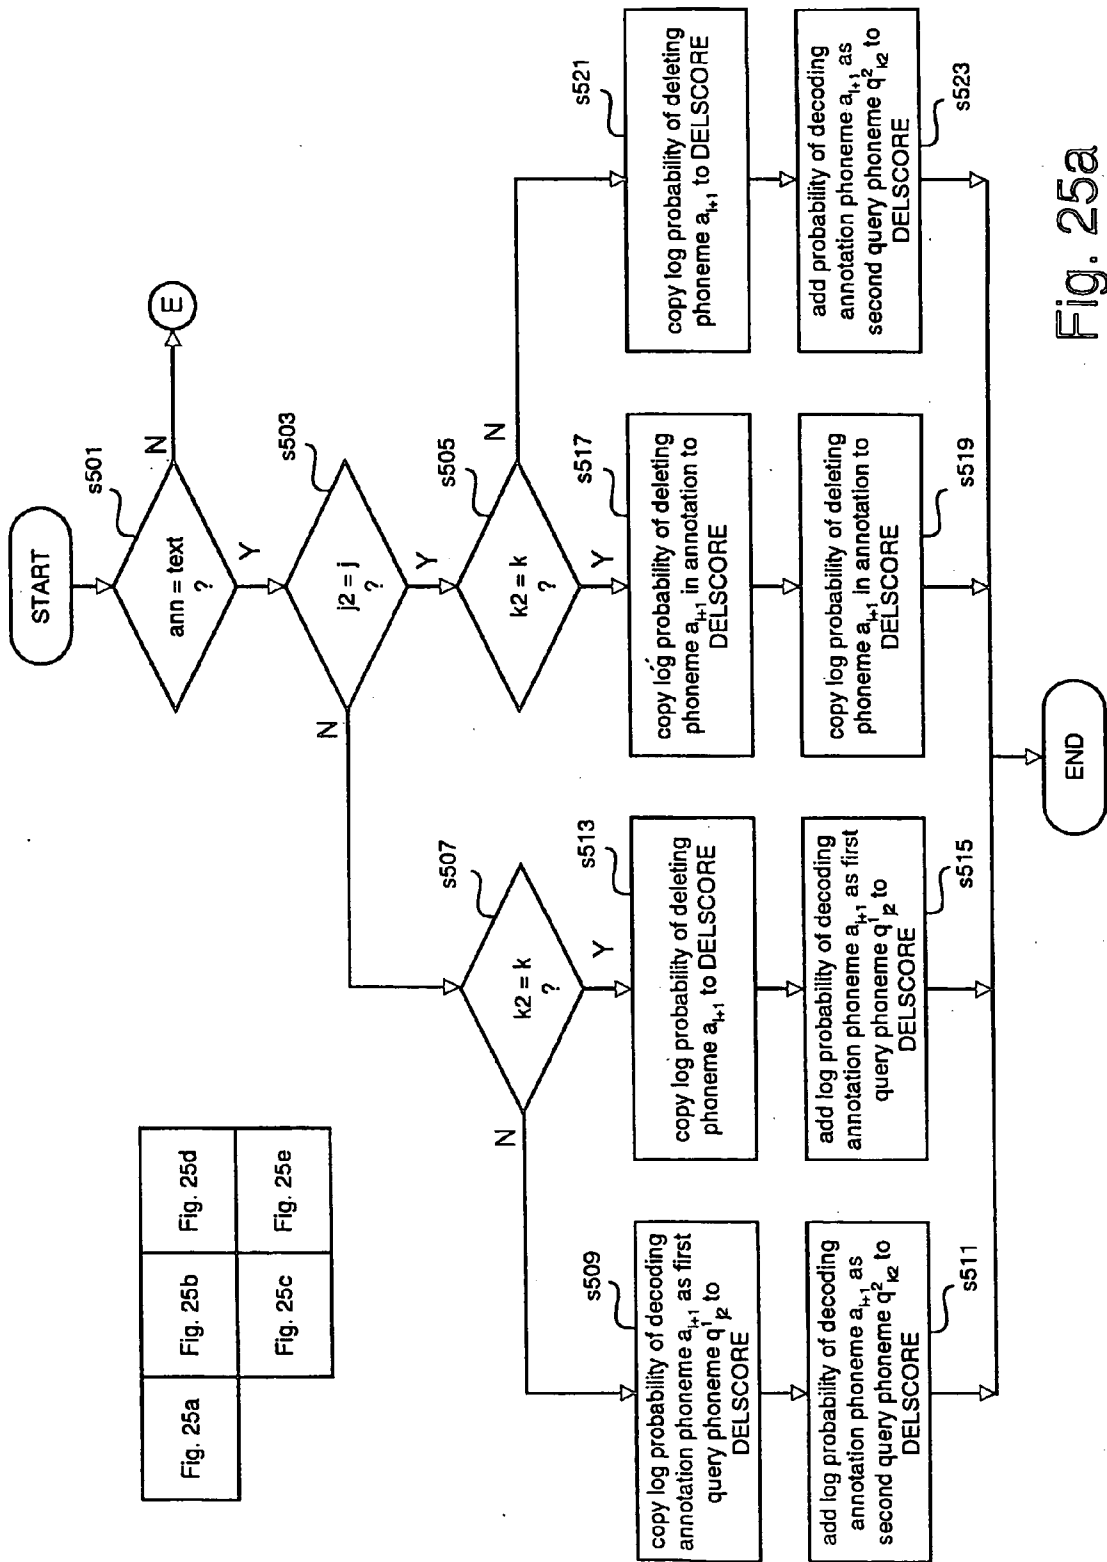 Fig. 25a
Fig. 25b
Fig. 25d
Fig. 25c
Fig. 25e
START
s501
ann = text
?
N
E
Y
s503
j2 = j
?
N
Y
s505
k2 = k
?
N
Y
s507
k2 = k
?
N
Y
s509
copy log probability of decoding
annotation phoneme a_{i+1} as first
query phoneme q^1_{j2} to
DELSCORE
s513
copy log probability of deleting
phoneme a_{i+1} to DELSCORE
s517
copy log probability of deleting
phoneme a_{i+1} in annotation to
DELSCORE
s521
copy log probability of deleting
phoneme a_{i+1} to DELSCORE
add log probability of decoding
annotation phoneme a_{i+1} as
second query phoneme q^2_{k2} to
DELSCORE
s511
add log probability of decoding
annotation phoneme a_{i+1} as first
query phoneme q^1_{j2} to
DELSCORE
s515
copy log probability of deleting
phoneme a_{i+1} in annotation to
DELSCORE
s519
add probability of decoding
annotation phoneme a_{i+1} as
second query phoneme q^2_{k2} to
DELSCORE
s523
END
Fig. 25a